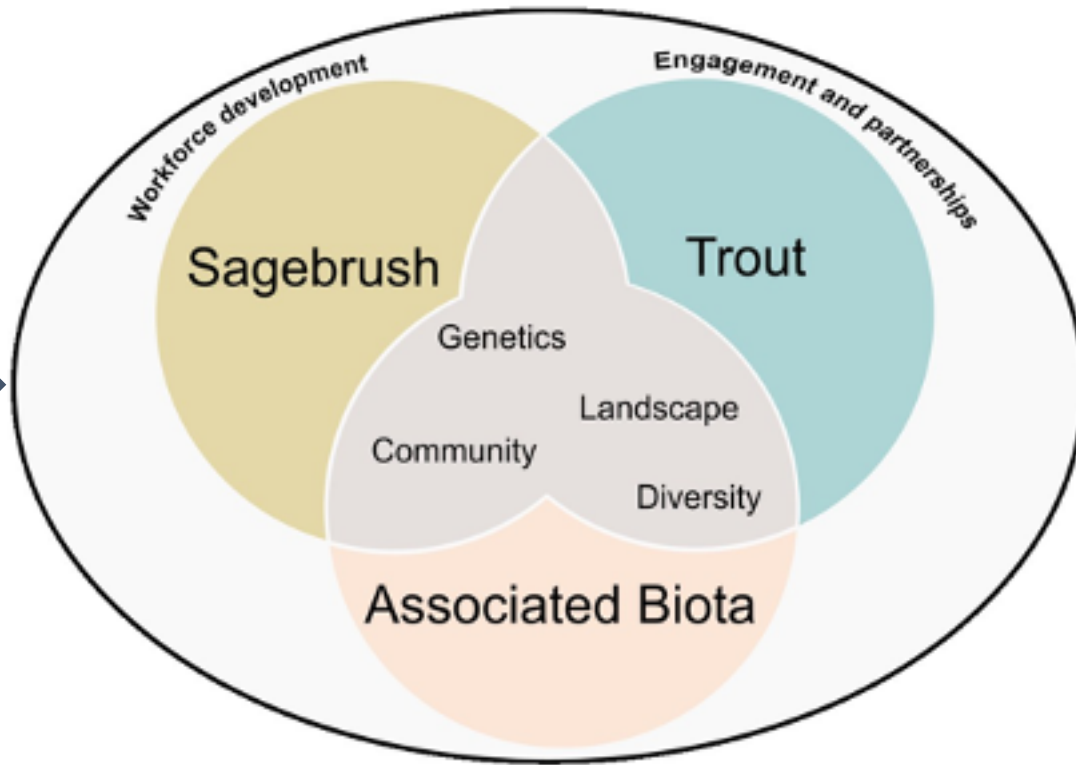 Workforce development
Engagement and partnerships
Sagebrush
Trout
Genetics
Landscape
Community
Diversity
Associated Biota